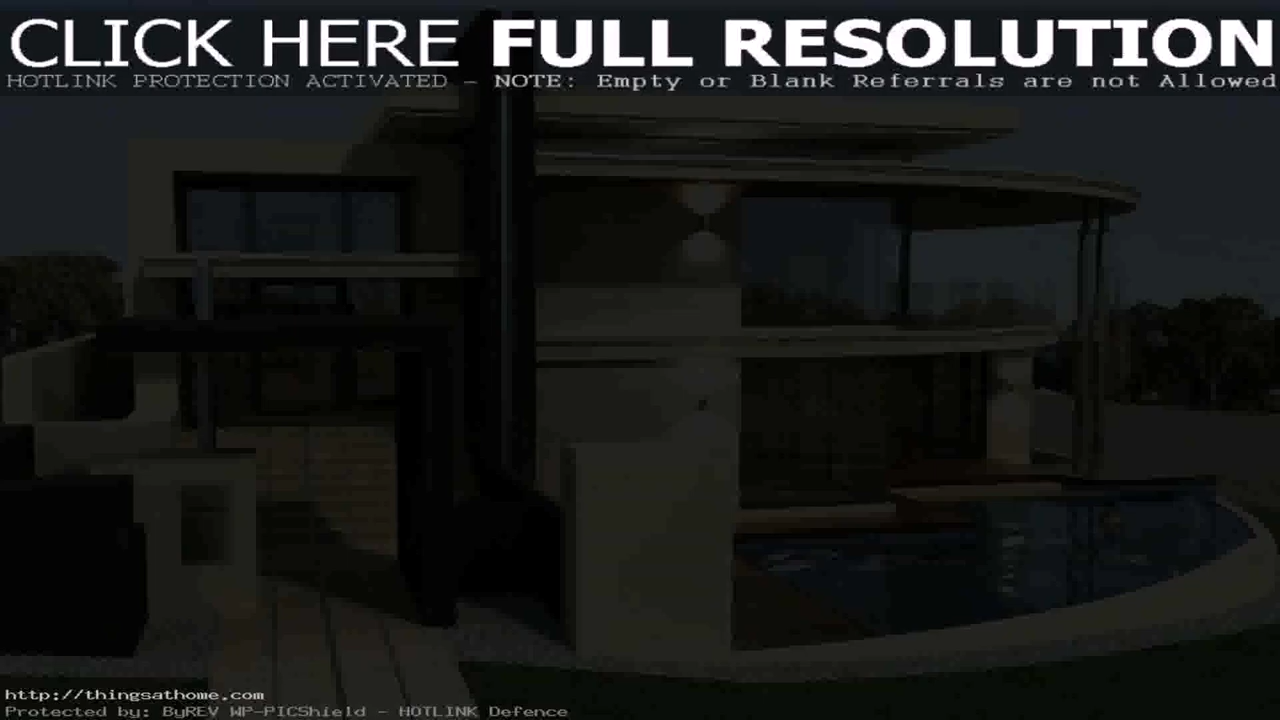 CLICK HERE FULL RESOLUTION
HOTLINK PROTECTION ACTIVATED - NOTE: Empty or Blank Referrals are not Allowed
http://thingsathome.com
Protected by: ByREV WP-PICShield - HOTLINK Defence